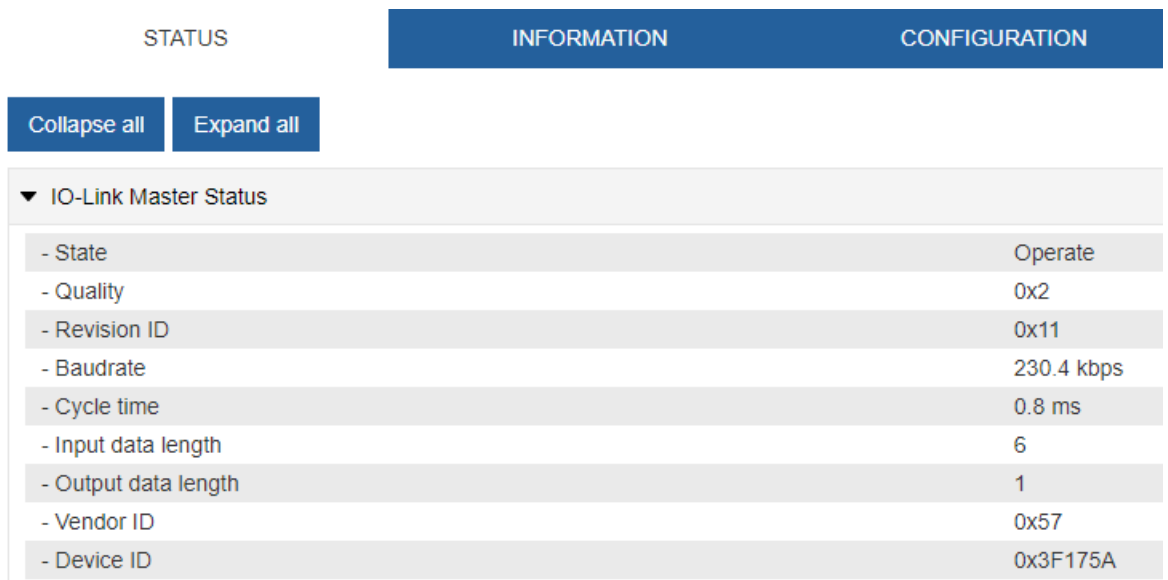 STATUS INFORMATION CONFIGURATION
Collapse all Expand all
IO-Link Master Status
- State Operate
- Quality 0x2
- Revision ID 0x11
- Baudrate 230.4 kbps
- Cycle time 0.8 ms
- Input data length 6
- Output data length 1
- Vendor ID 0x57
- Device ID 0x3F175A